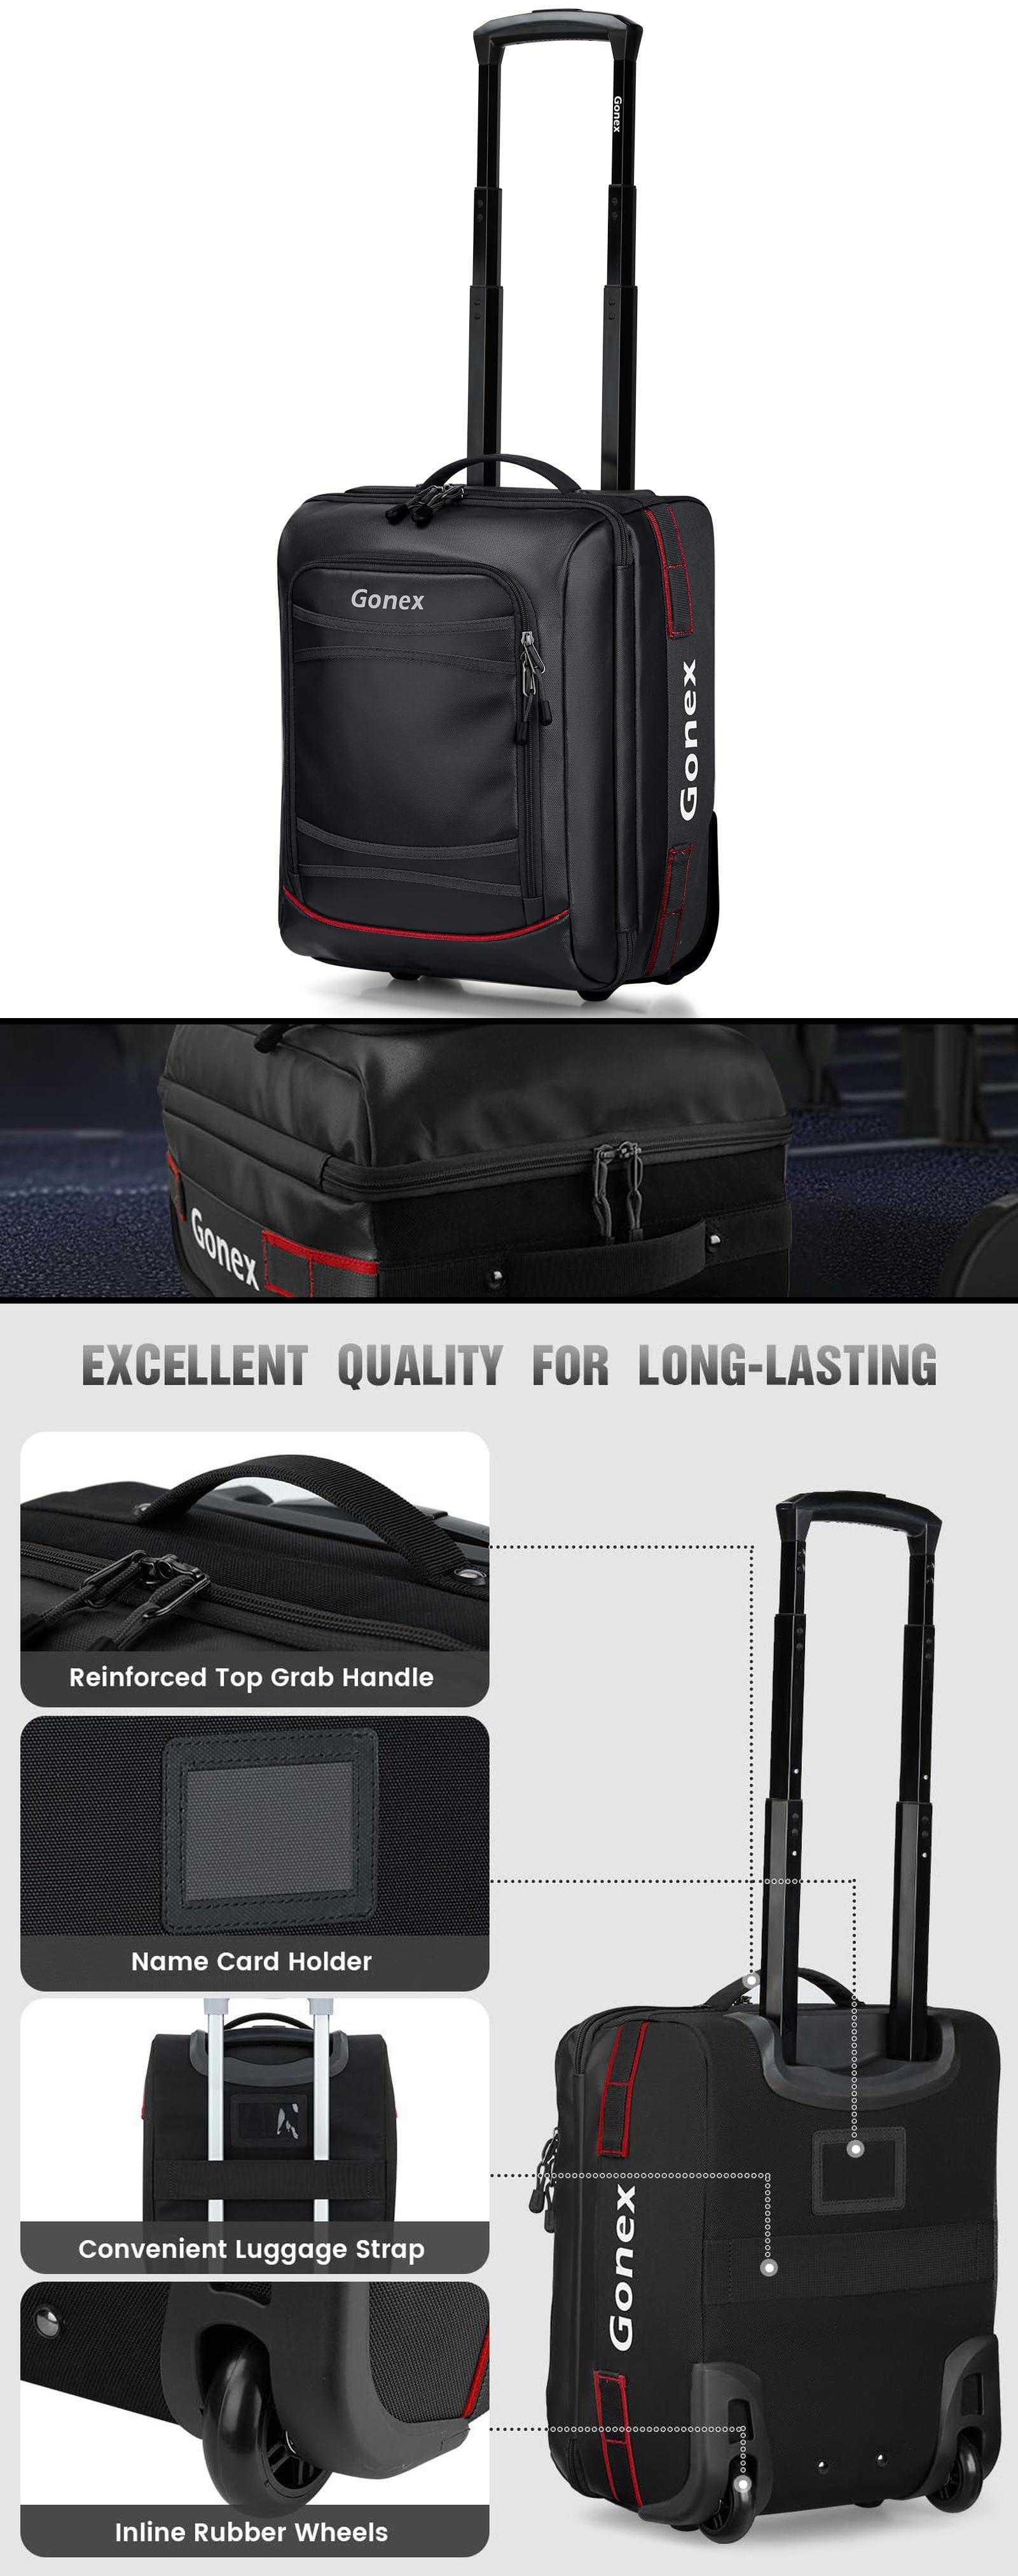 Gonex
Gonex
Gonex
Gonex
EXCELLENT QUALITY FOR LONG-LASTING
Reinforced Top Grab Handle
Name Card Holder
Convenient Luggage Strap
Gonex
Inline Rubber Wheels